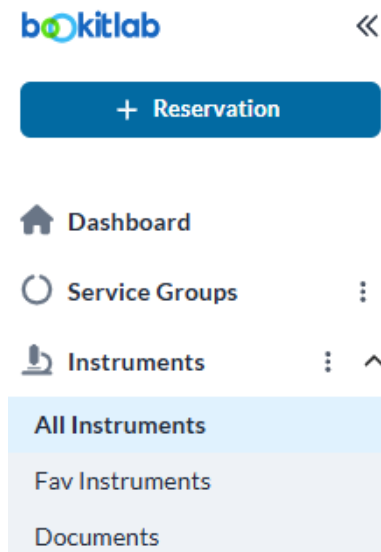 bookitlab
+ Reservation
Dashboard
Service Groups
Instruments
All Instruments
Fav Instruments
Documents